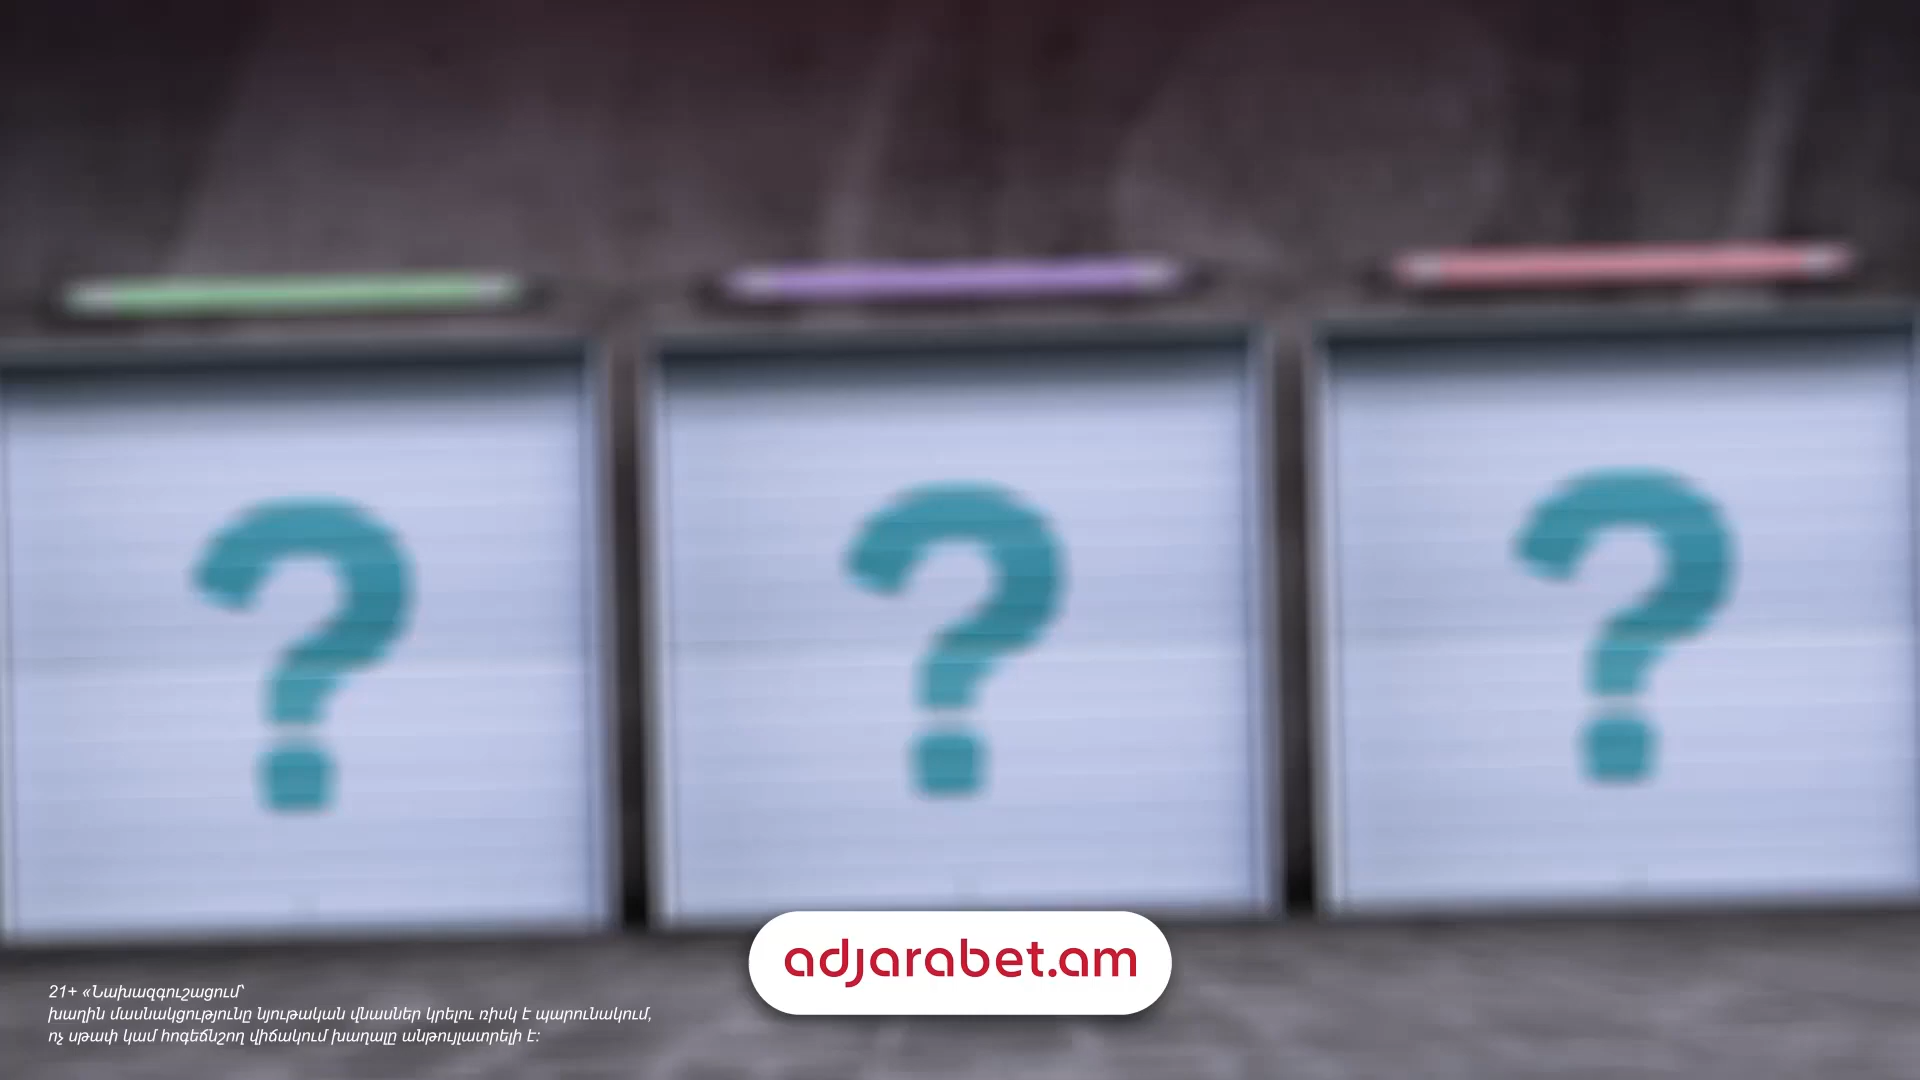 ? ? ?
adjarabet.am
21+ «Նախազգուշացում՝
խաղին մասնակցությունը նյութական վնասներ կրելու ռիսկ է պարունակում,
ոչ սթափ կամ հոգեճնշող վիճակում խաղալը անթույլատրելի է: